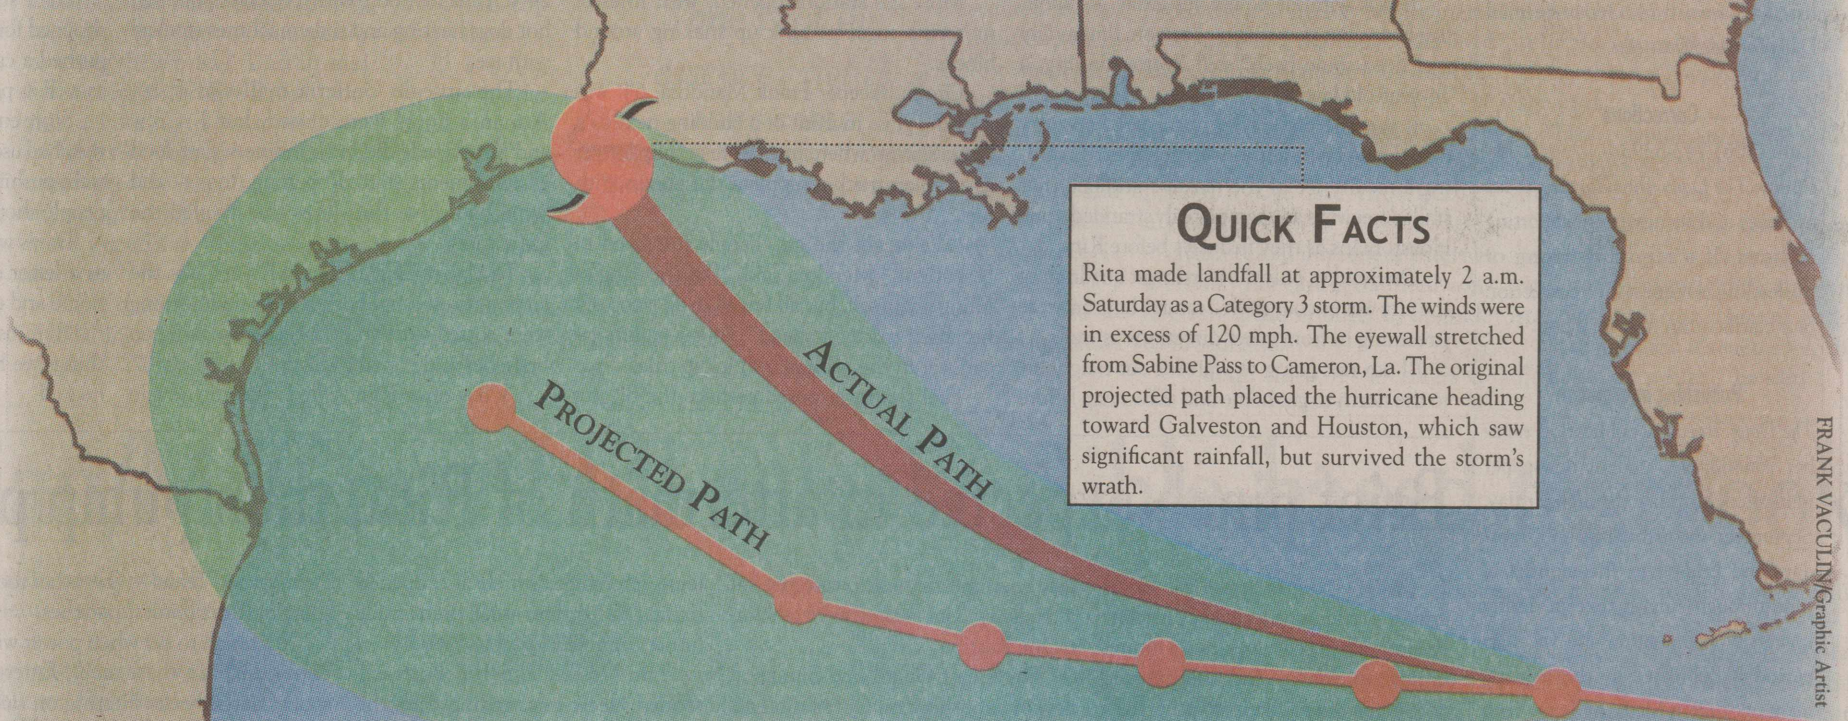 QUICK FACTS
Rita made landfall at approximately 2 a.m.
Saturday as a Category 3 storm. The winds were
in excess of 120 mph. The eyewall stretched
from Sabine Pass to Cameron, La. The original
projected path placed the hurricane heading
toward Galveston and Houston, which saw
significant rainfall, but survived the storm's
wrath.
ACTUAL PATH
PROJECTED PATH
FRANK VACULIN/Graphic Artist